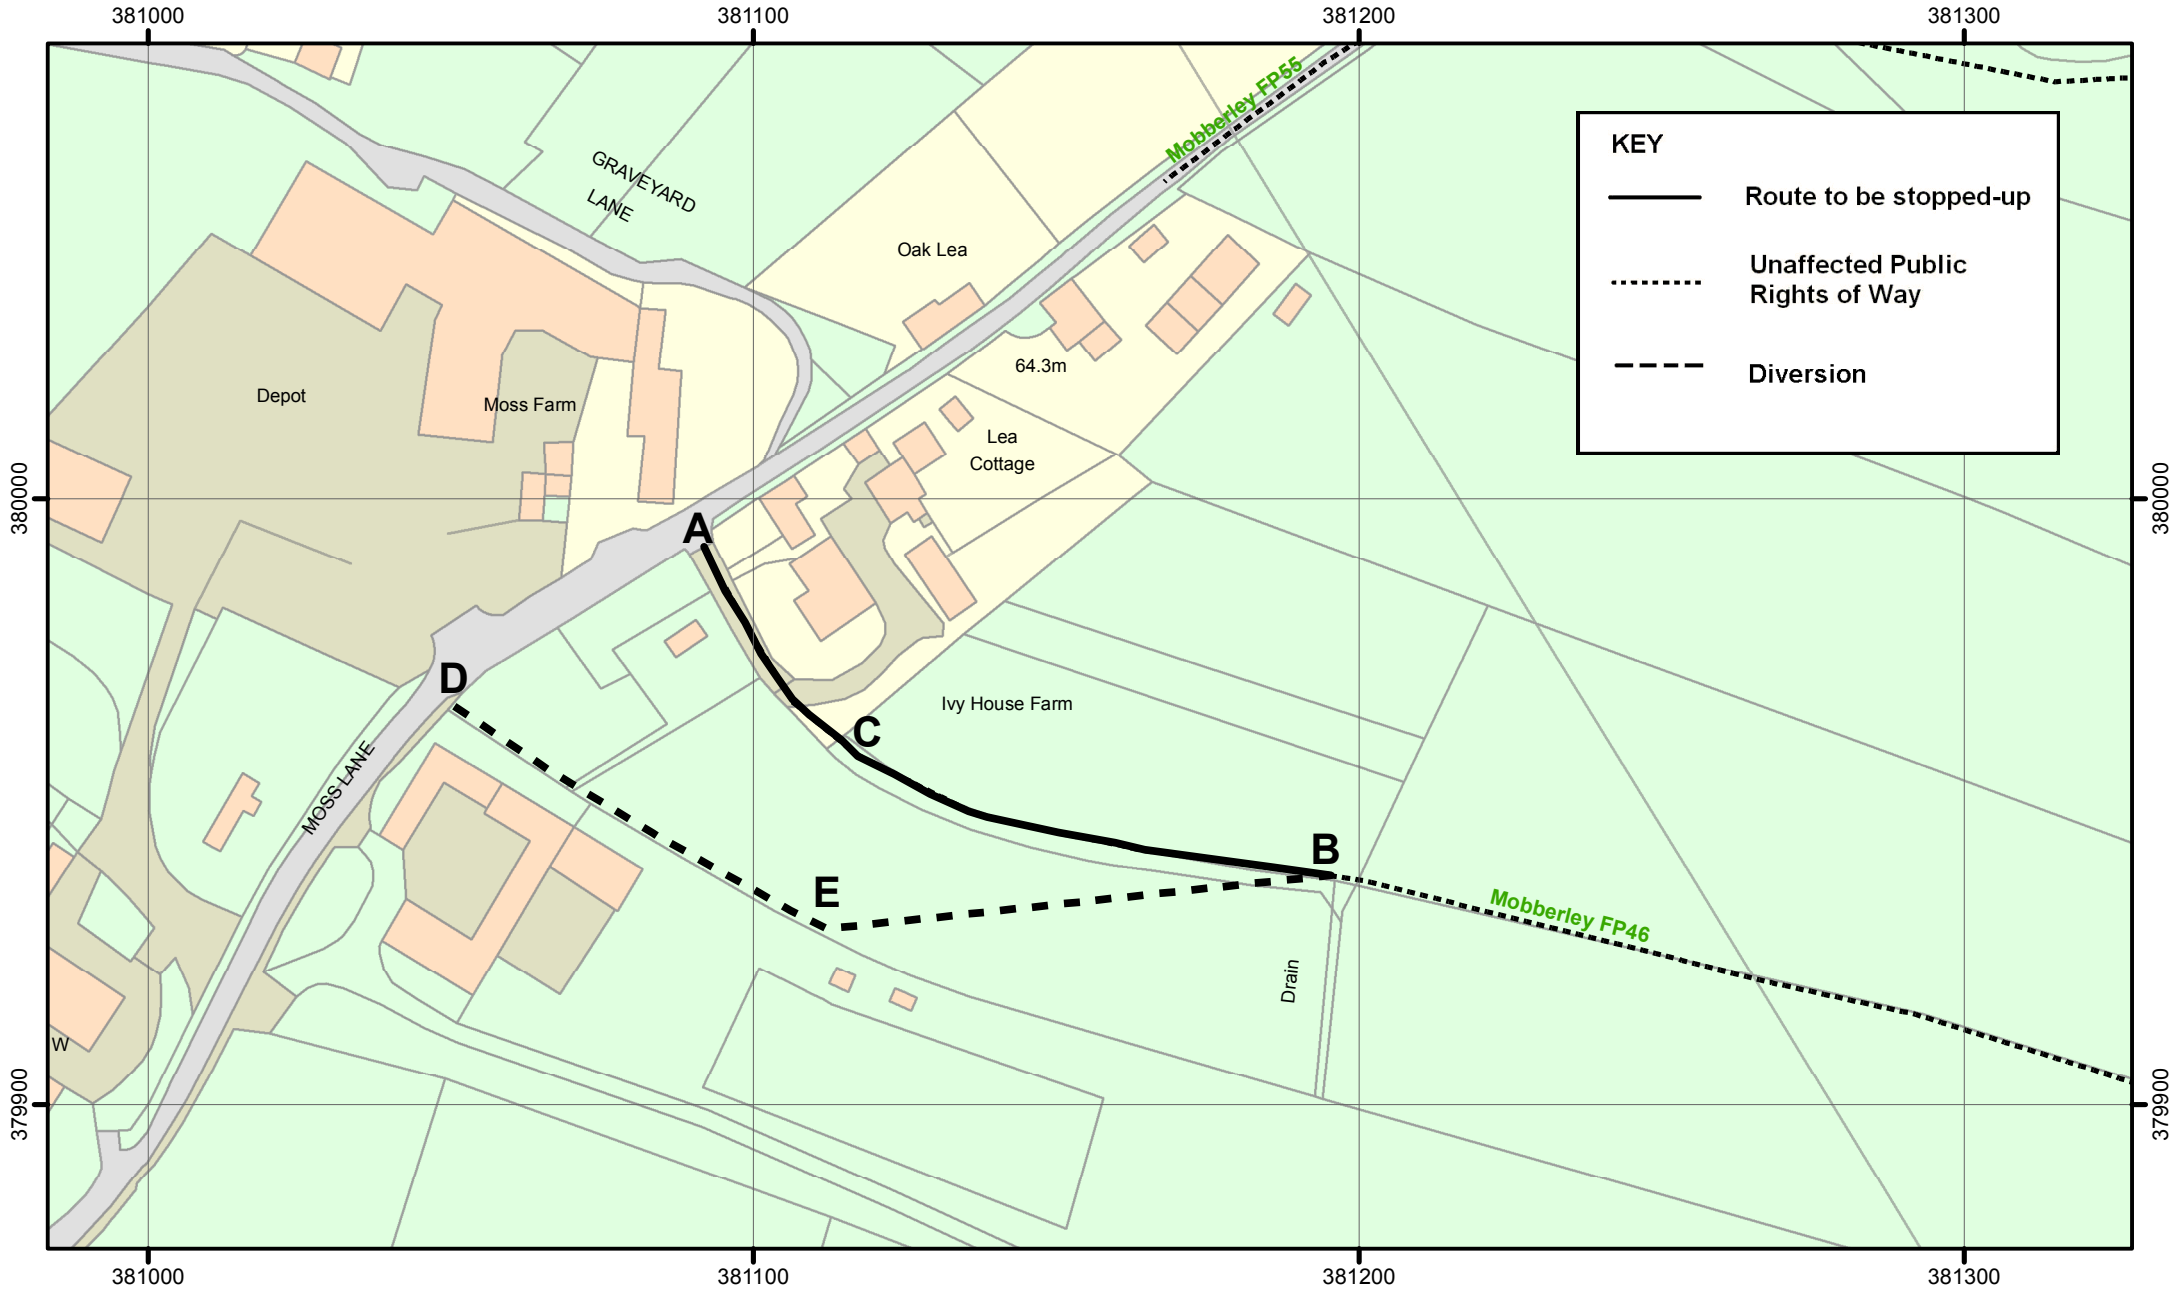 381000
381100
381200
381300
Mobberley FP55
KEY
Route to be stopped-up
Unaffected Public
Rights of Way
Diversion
GRAVEYARD
LANE
Oak Lea
64.3m
Depot
Moss Farm
Lea
Cottage
380000
380000
A
D
Ivy House Farm
C
MOSS LANE
B
E
Mobberley FP46
Drain
W
379900
379900
381000
381100
381200
381300